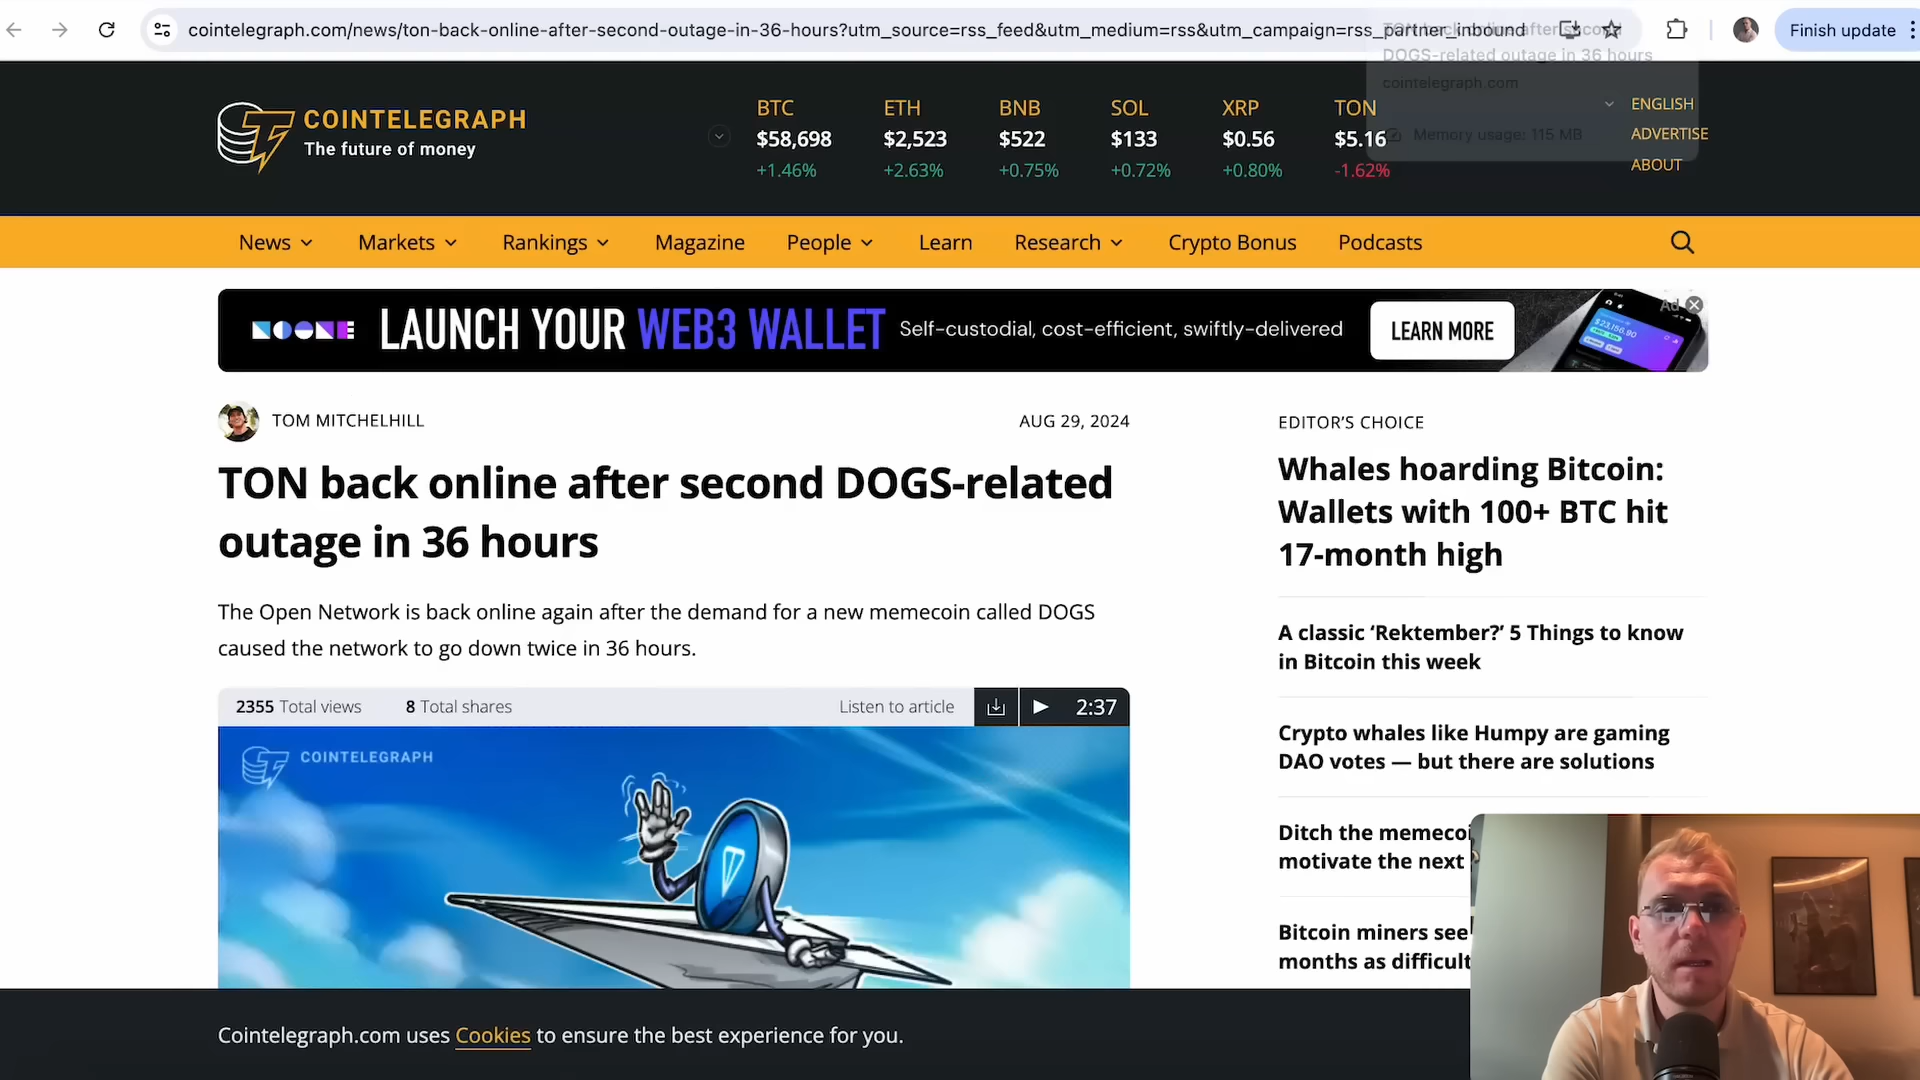 cointelegraph.com/news/ton-back-online-after-second-outage-in-36-hours?utm_source=rss_feed&utm_medium=rss&utm_campaign=rss_partner_inbound
Finish update
DOGS-related outage in 36 hours
cointelegraph.com
Memory usage: 115 MB
COINTELEGRAPH
The future of money
BTC
$58,698
+1.46%
ETH
$2,523
+2.63%
BNB
$522
+0.75%
SOL
$133
+0.72%
XRP
$0.56
+0.80%
TON
$5.16
-1.62%
ENGLISH
ADVERTISE
ABOUT
News
Markets
Rankings
Magazine
People
Learn
Research
Crypto Bonus
Podcasts
NOONE
LAUNCH YOUR WEB3 WALLET
Self-custodial, cost-efficient, swiftly-delivered
LEARN MORE
Ad
TOM MITCHELHILL
AUG 29, 2024
TON back online after second DOGS-related
outage in 36 hours
The Open Network is back online again after the demand for a new memecoin called DOGS
caused the network to go down twice in 36 hours.
2355 Total views
8 Total shares
Listen to article
2:37
COINTELEGRAPH
EDITOR'S CHOICE
Whales hoarding Bitcoin:
Wallets with 100+ BTC hit
17-month high
A classic ‘Rektember?’ 5 Things to know
in Bitcoin this week
Crypto whales like Humpy are gaming
DAO votes — but there are solutions
Ditch the memecoi
motivate the next
Bitcoin miners see
months as difficult
Cointelegraph.com uses Cookies to ensure the best experience for you.